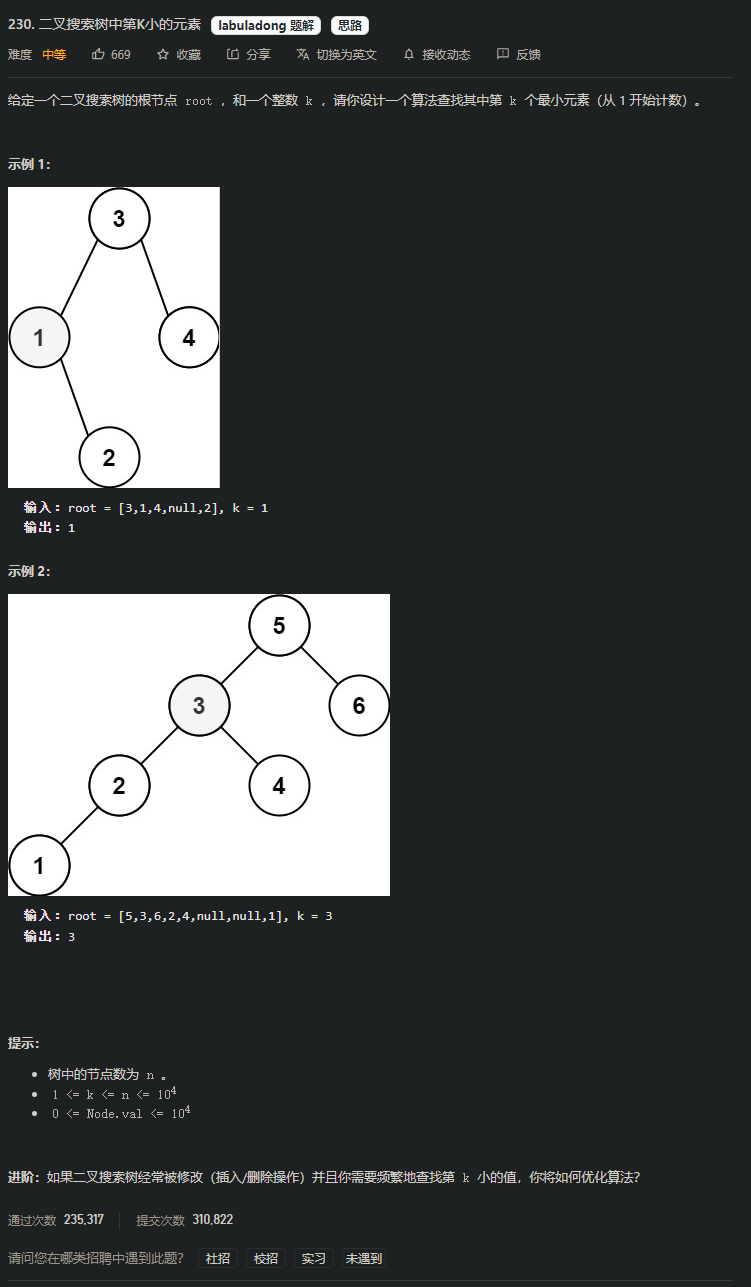 230. 二叉搜索树中第K小的元素 labuladong 题解 思路
难度 中等 669 收藏 分享 切换为英文 接收动态 反馈
给定一个二叉搜索树的根节点 root ，和一个整数 k ，请你设计一个算法查找其中第 k 个最小元素（从 1 开始计数）。
示例 1：
3
1
4
2
输入：root = [3,1,4,null,2], k = 1
输出：1
示例 2：
5
3
6
2
4
1
输入：root = [5,3,6,2,4,null,null,1], k = 3
输出：3
提示：
树中的节点数为 n 。
1 <= k <= n <= 10⁴
0 <= Node.val <= 10⁴
进阶：如果二叉搜索树经常被修改（插入/删除操作）并且你需要频繁地查找第 k 小的值，你将如何优化算法？
通过次数 235,317 提交次数 310,822
请问您在哪类招聘中遇到此题？ 社招 校招 实习 未遇到